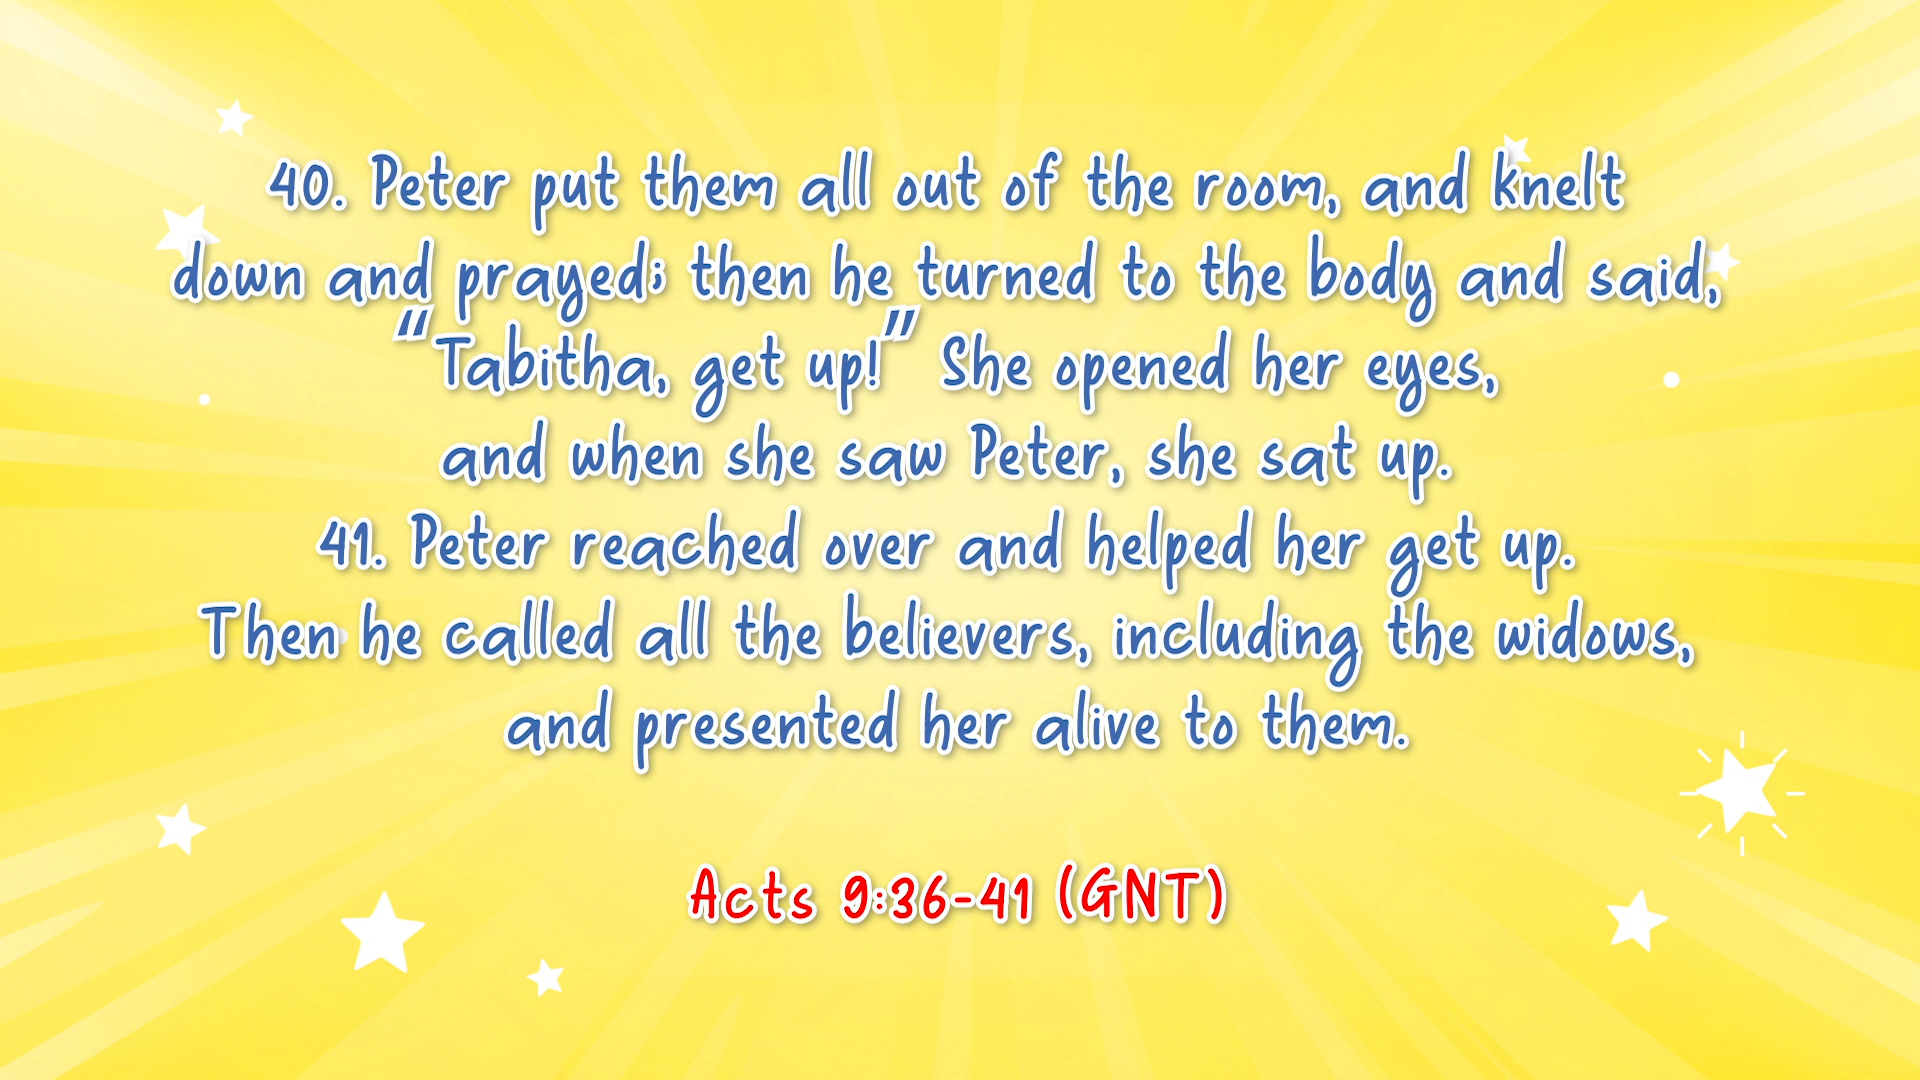 40. Peter put them all out of the room, and knelt
down and prayed; then he turned to the body and said,
“Tabitha, get up!” She opened her eyes,
and when she saw Peter, she sat up.
41. Peter reached over and helped her get up.
Then he called all the believers, including the widows,
and presented her alive to them.
Acts 9:36-41 (GNT)